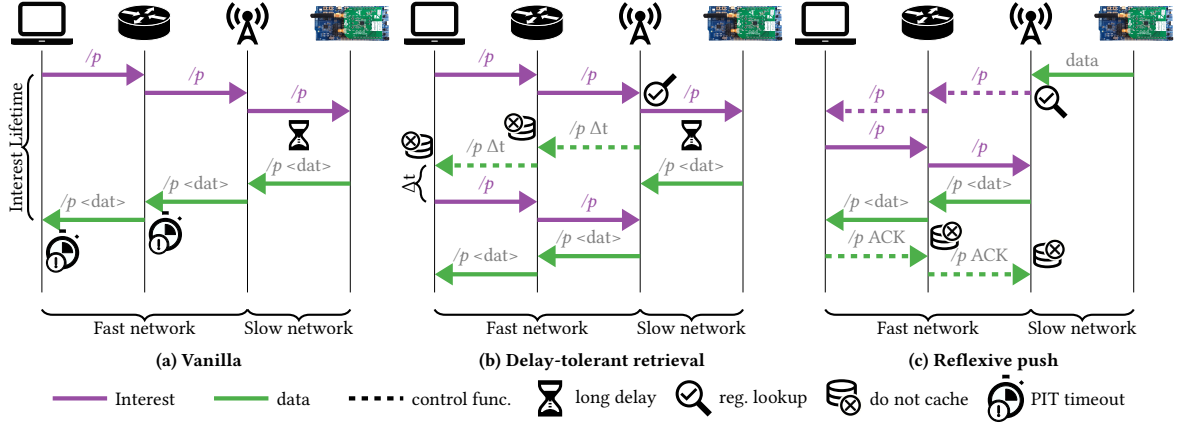 /p
/p
/p
Interest Lifetime
/p <dat>
/p <dat>
Fast network
Slow network
(a) Vanilla
/p
/p
/p
/p Δt
/p Δt
Δt
/p
/p
/p <dat>
/p <dat>
Fast network
Slow network
(b) Delay-tolerant retrieval
data
/p
/p
/p
/p
/p <dat>
/p <dat>
/p ACK
/p ACK
Fast network
Slow network
(c) Reflexive push
Interest
data
control func.
long delay
reg. lookup
do not cache
PIT timeout